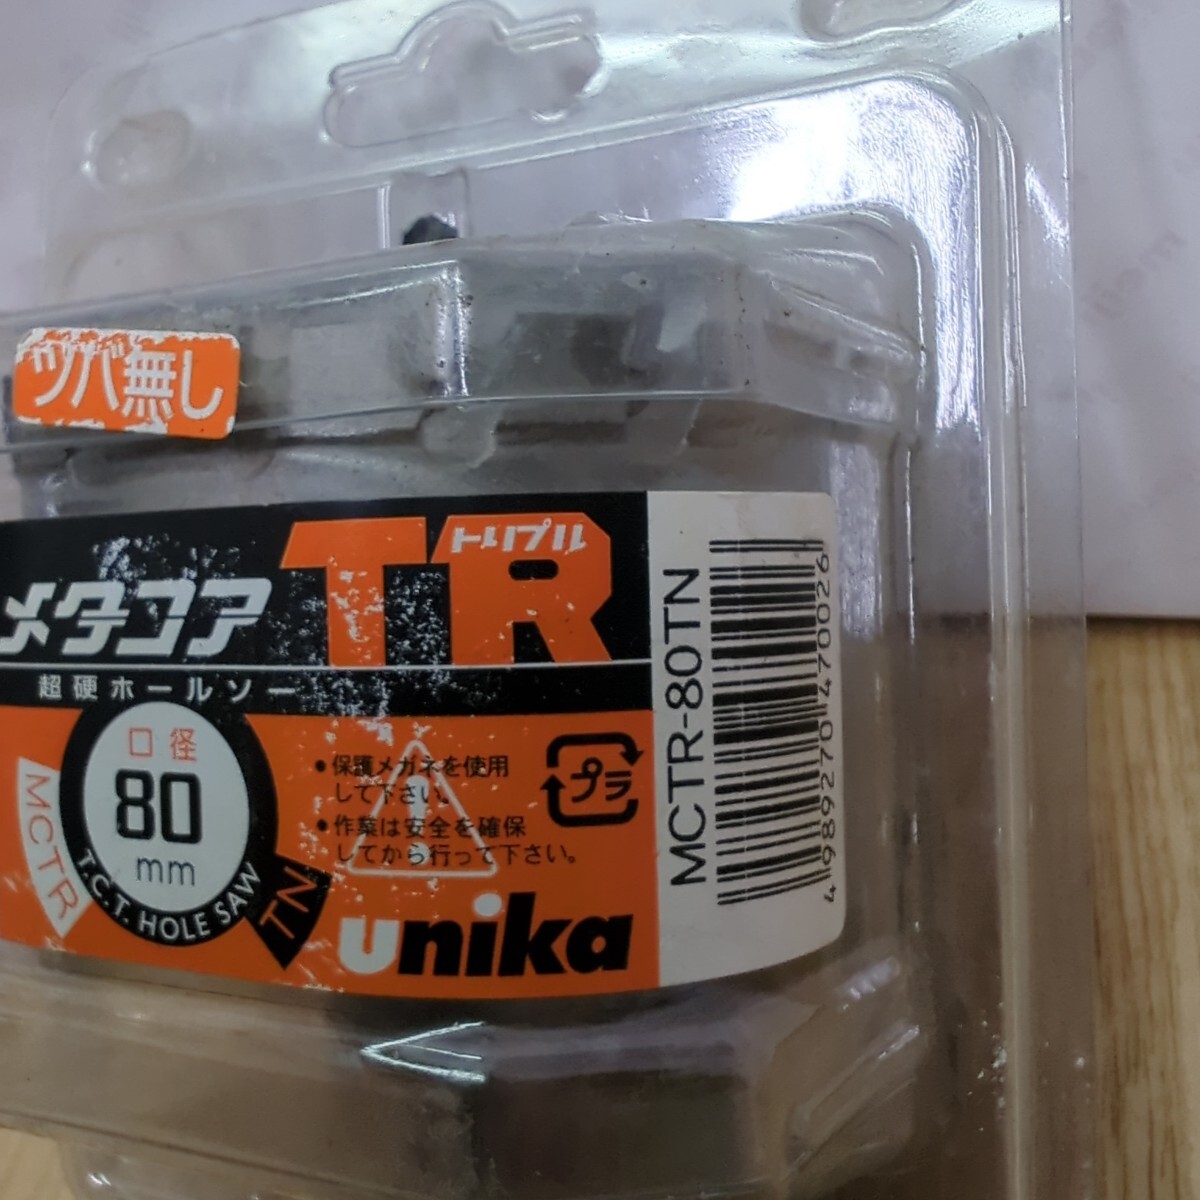 ツバ無し
メタコア TR
トリプル
超硬ホールソー
口径
80
mm
MCTR
T.C.T. HOLE SAW
TN
•保護メガネを使用
して下さい。
•作業は安全を確保
してから行って下さい。
プラ
unika
MCTR-80TN
4989270470026